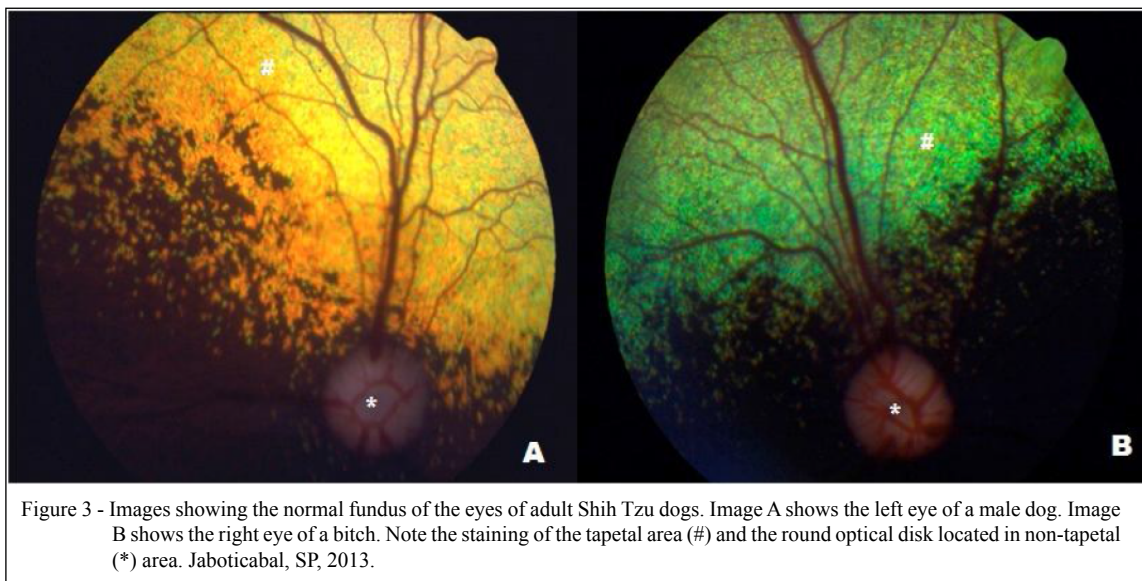 # #
* *
A B
Figure 3 - Images showing the normal fundus of the eyes of adult Shih Tzu dogs. Image A shows the left eye of a male dog. Image
B shows the right eye of a bitch. Note the staining of the tapetal area (#) and the round optical disk located in non-tapetal
(*) area. Jaboticabal, SP, 2013.